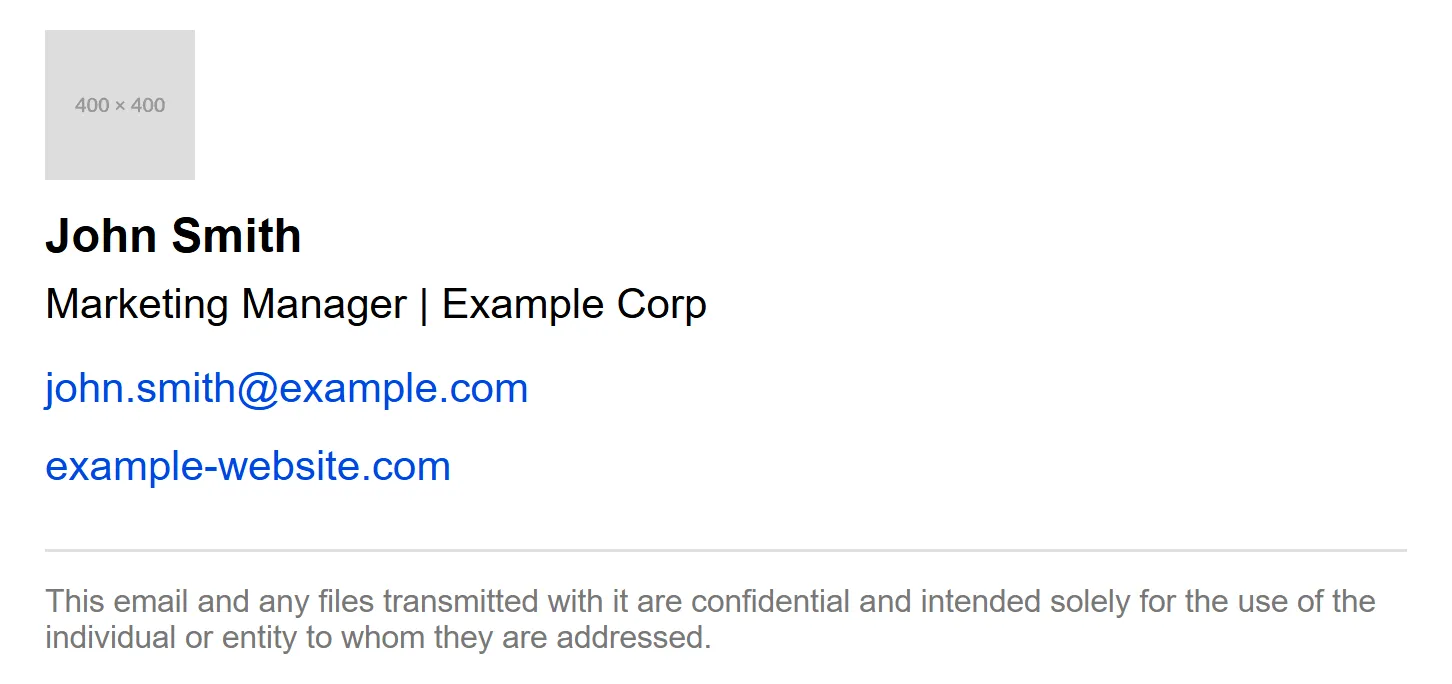 400 × 400
John Smith
Marketing Manager | Example Corp
john.smith@example.com
example-website.com
This email and any files transmitted with it are confidential and intended solely for the use of the
individual or entity to whom they are addressed.